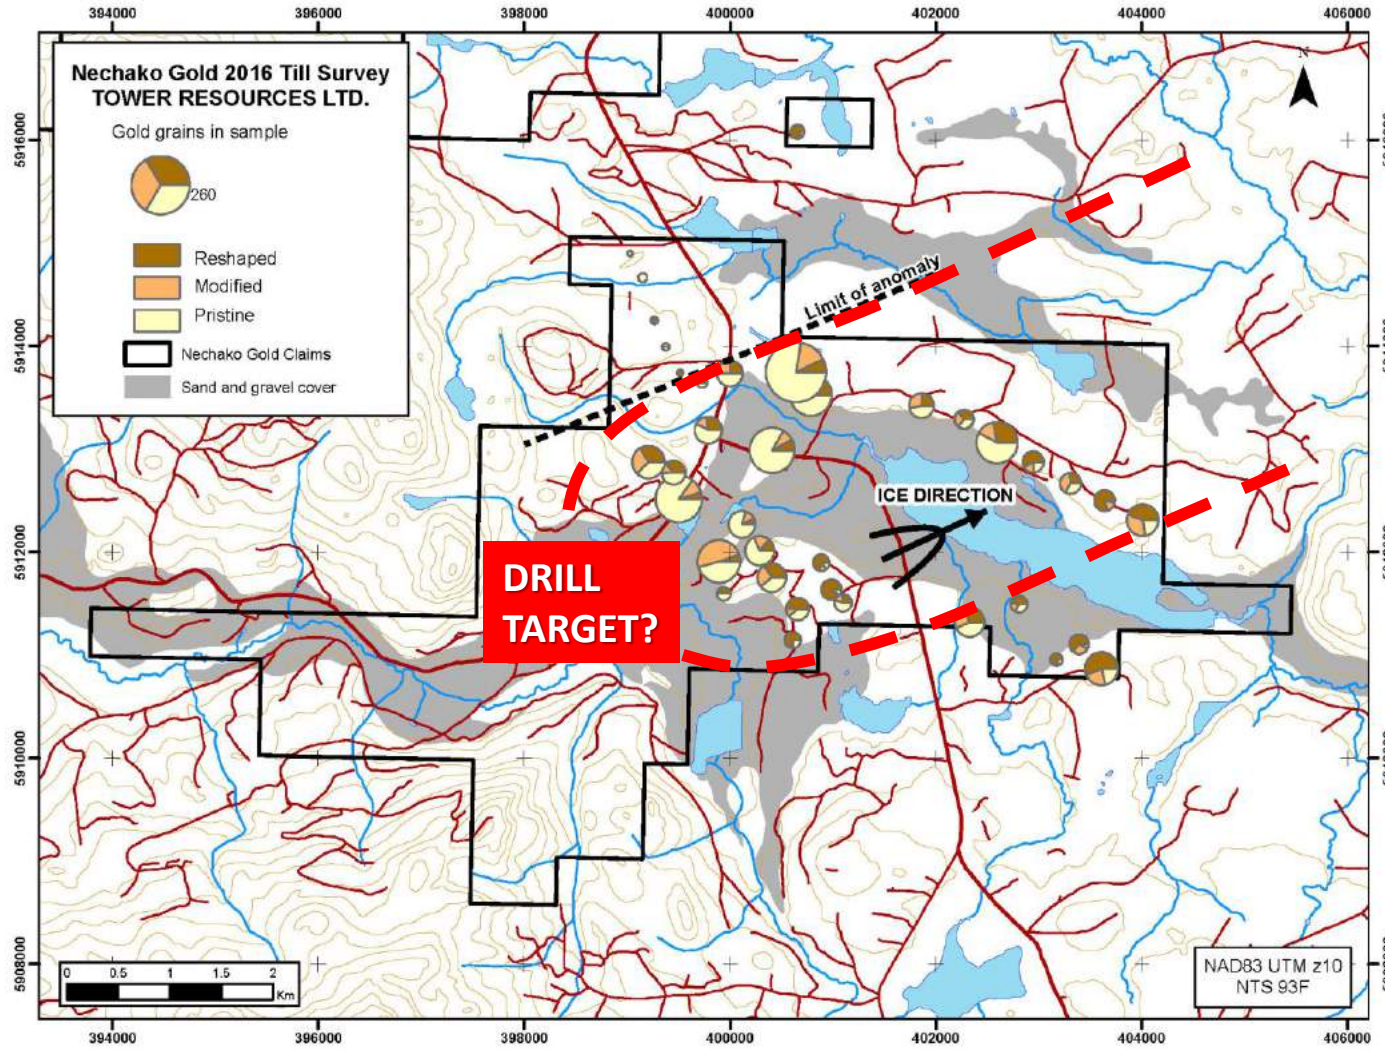 394000 396000 398000 400000 402000 404000 406000
Nechako Gold 2016 Till Survey
TOWER RESOURCES LTD.
Gold grains in sample
260
Reshaped
Modified
Pristine
Nechako Gold Claims
Sand and gravel cover
N
5916000
Limit of anomaly
5914000
ICE DIRECTION
5912000
DRILL
TARGET?
5910000
5908000
0 0.5 1 1.5 2
Km
NAD83 UTM z10
NTS 93F
394000 396000 398000 400000 402000 404000 406000